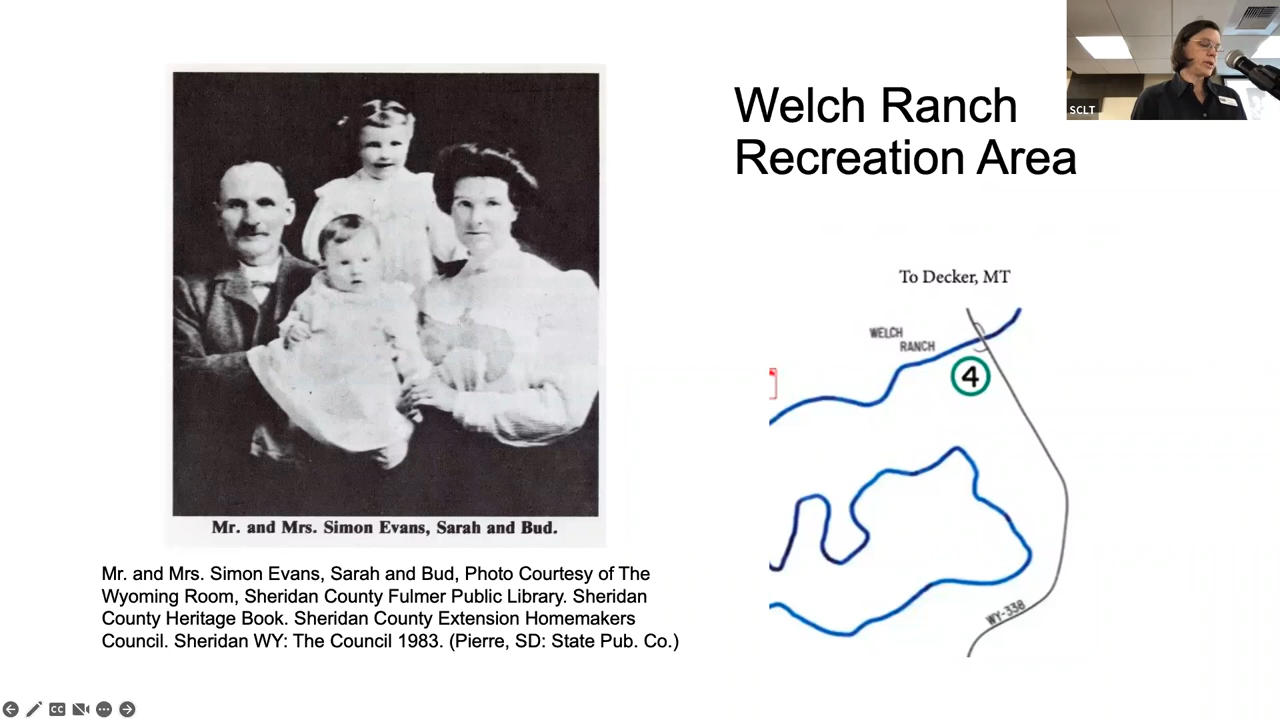 Welch Ranch
Recreation Area
SCLT
To Decker, MT
WELCH
RANCH
4
WY-338
Mr. and Mrs. Simon Evans, Sarah and Bud.
Mr. and Mrs. Simon Evans, Sarah and Bud, Photo Courtesy of The
Wyoming Room, Sheridan County Fulmer Public Library. Sheridan
County Heritage Book. Sheridan County Extension Homemakers
Council. Sheridan WY: The Council 1983. (Pierre, SD: State Pub. Co.)
CC